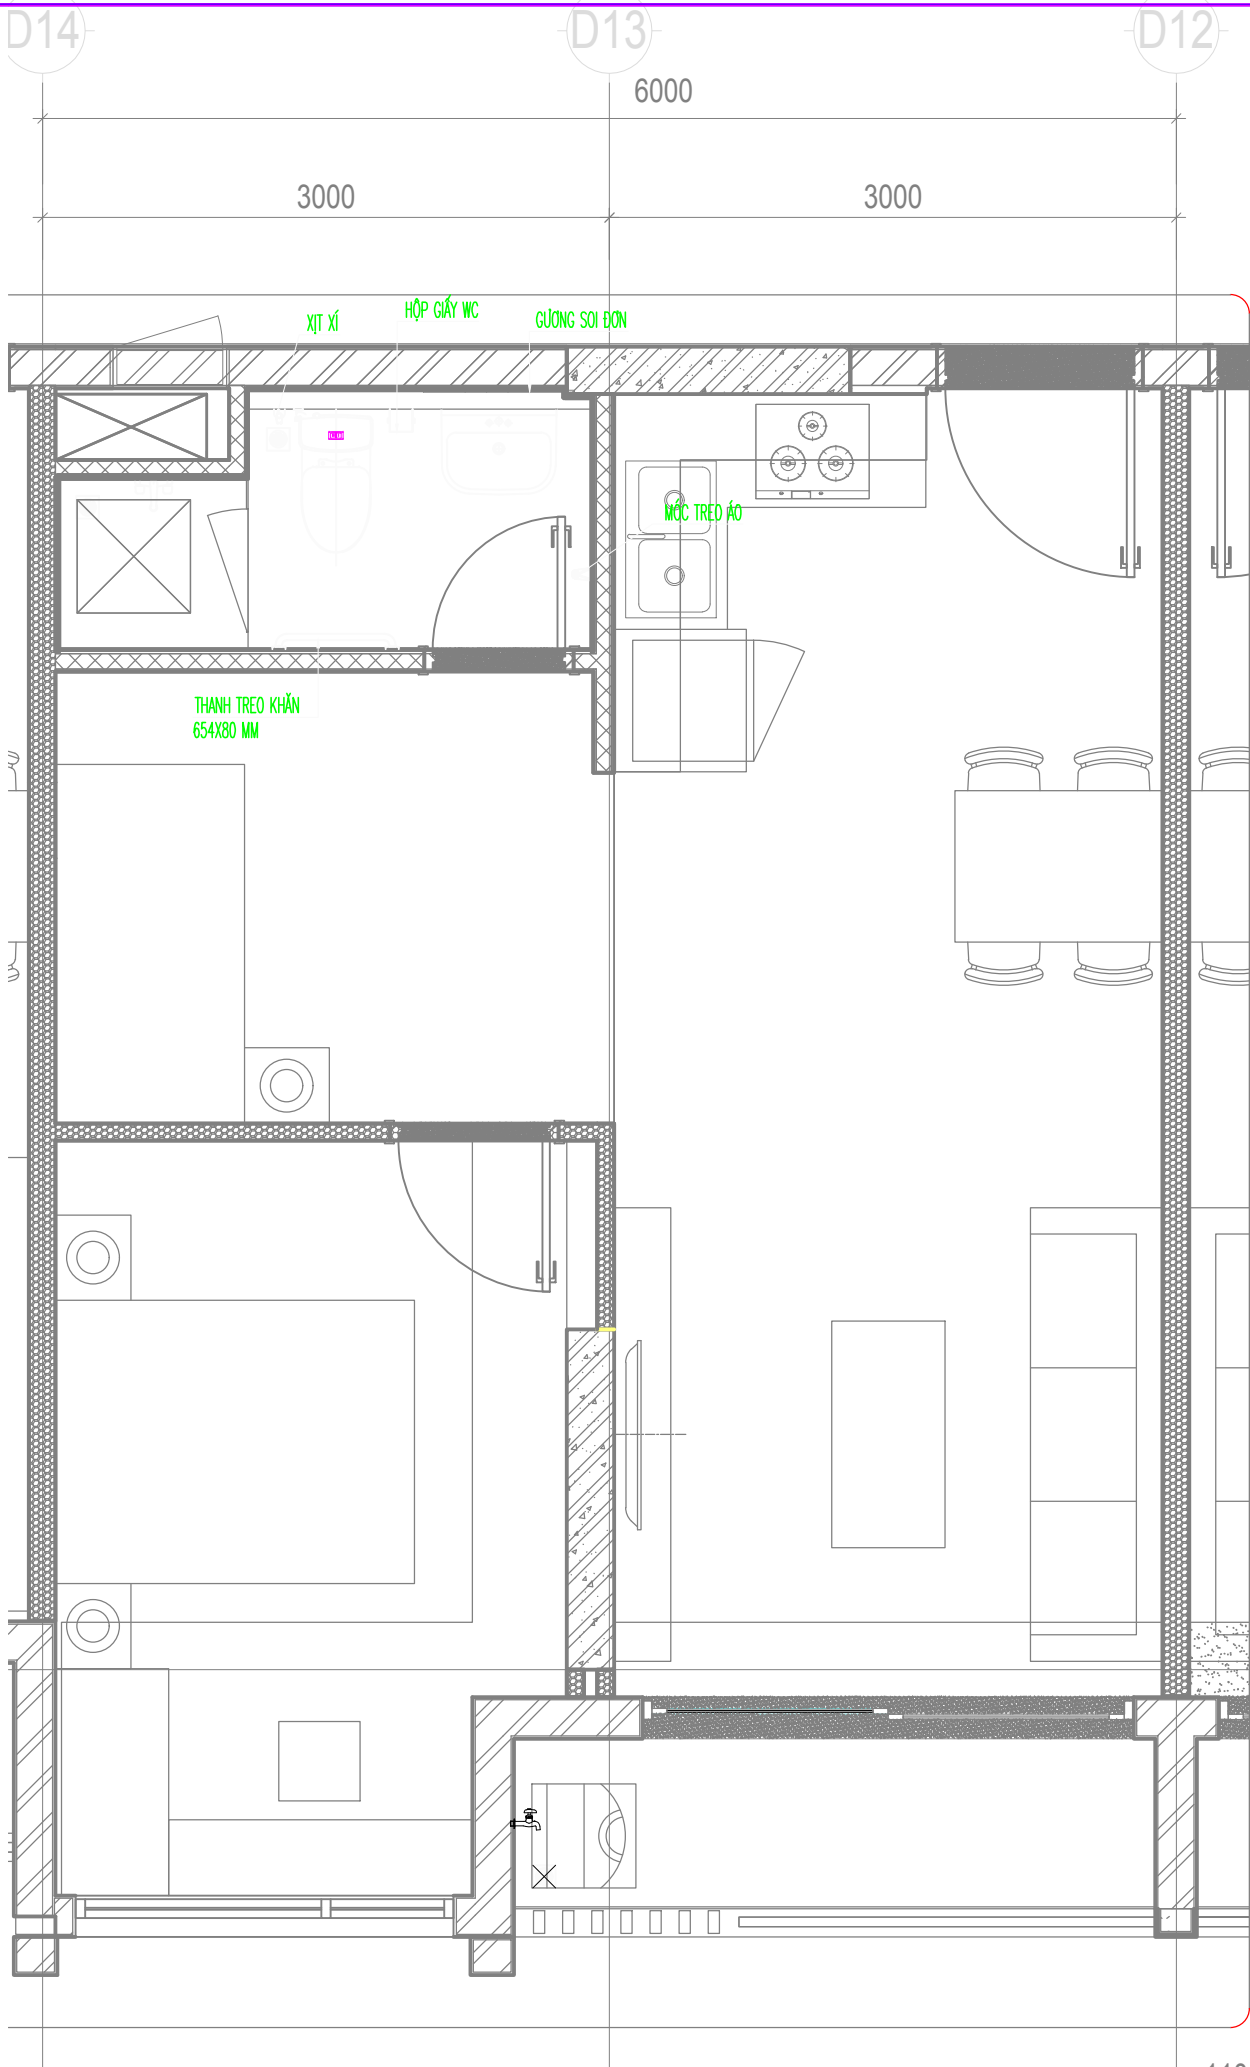 D14
D13
D12
6000
3000
3000
XỊT XÍ
HỘP GIẤY WC
GƯƠNG SOI ĐƠN
MÓC TREO ÁO
THANH TREO KHĂN
654X80 MM